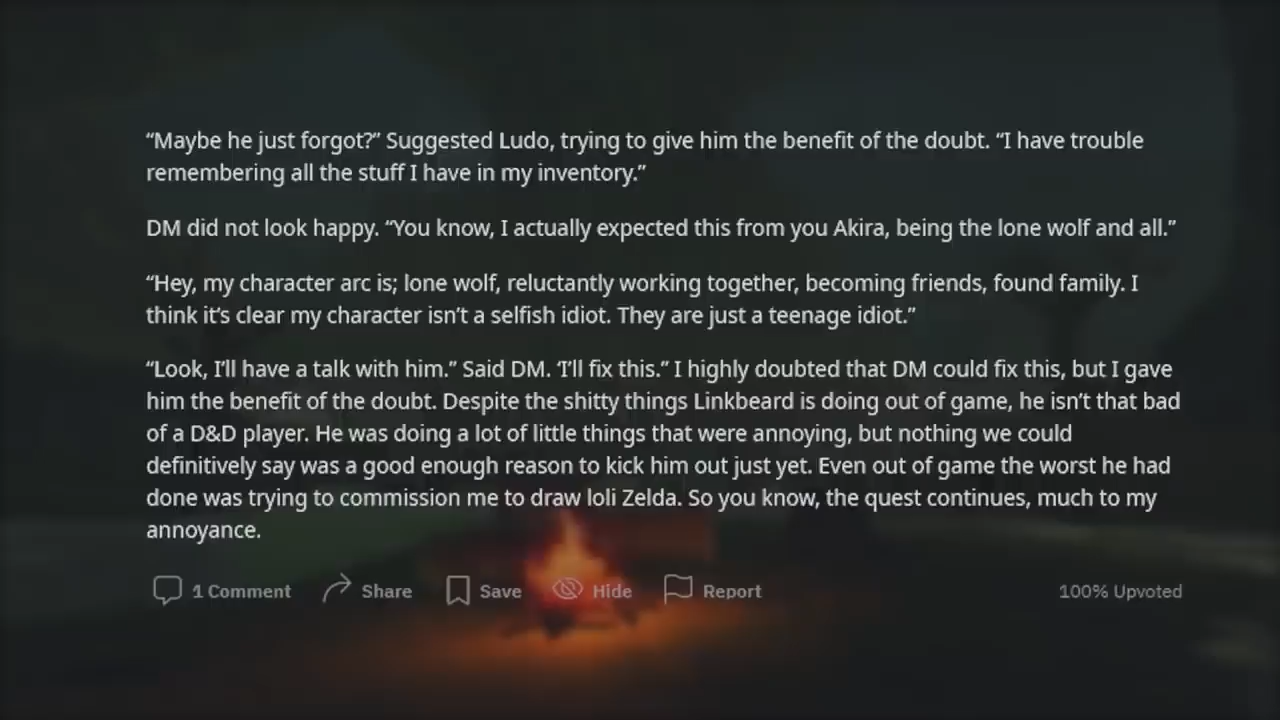 “Maybe he just forgot?” Suggested Ludo, trying to give him the benefit of the doubt. “I have trouble
remembering all the stuff I have in my inventory.”
DM did not look happy. “You know, I actually expected this from you Akira, being the lone wolf and all.”
“Hey, my character arc is; lone wolf, reluctantly working together, becoming friends, found family. I
think it’s clear my character isn’t a selfish idiot. They are just a teenage idiot.”
“Look, I’ll have a talk with him.” Said DM. ‘I’ll fix this.” I highly doubted that DM could fix this, but I gave
him the benefit of the doubt. Despite the shitty things Linkbeard is doing out of game, he isn’t that bad
of a D&D player. He was doing a lot of little things that were annoying, but nothing we could
definitively say was a good enough reason to kick him out just yet. Even out of game the worst he had
done was trying to commission me to draw loli Zelda. So you know, the quest continues, much to my
annoyance.
1 Comment Share Save Hide Report 100% Upvoted